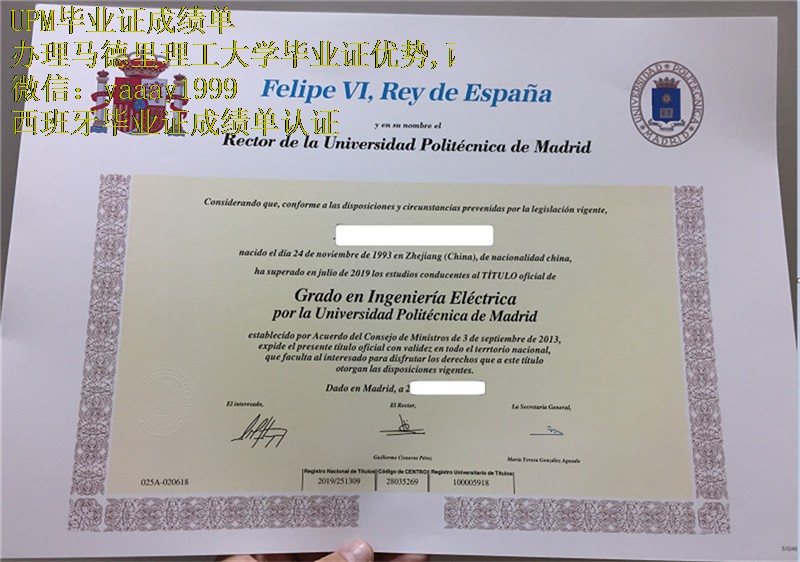 UPM毕业证成绩单
办理马德里理工大学毕业证优势,
微信：yaaay1999
西班牙毕业证成绩单认证
Felipe VI, Rey de España
y en su nombre el
Rector de la Universidad Politécnica de Madrid
UNIVERSIDAD POLITÉCNICA
DE MADRID
Considerando que, conforme a las disposiciones y circunstancias prevenidas por la legislación vigente,
nacido el día 24 de noviembre de 1993 en Zhejiang (China), de nacionalidad china,
ha superado en julio de 2019 los estudios conducentes al TÍTULO oficial de
Grado en Ingeniería Eléctrica
por la Universidad Politécnica de Madrid
establecido por Acuerdo del Consejo de Ministros de 3 de septiembre de 2013,
expide el presente título oficial con validez en todo el terrtorio nacional,
que faculta al interesado para disfrutar los derechos que a este título
otorgan las disposiciones vigentes.
Dado en Madrid, a 2
El interesado, El Rector, La Secretaria General,
Guillermo Cisneros Pérez María Teresa González Aguado
Registro Nacional de Títulos Código de CENTRO Registro Universitario de Títulos
025A-020618 2019/251309 28035269 100005918